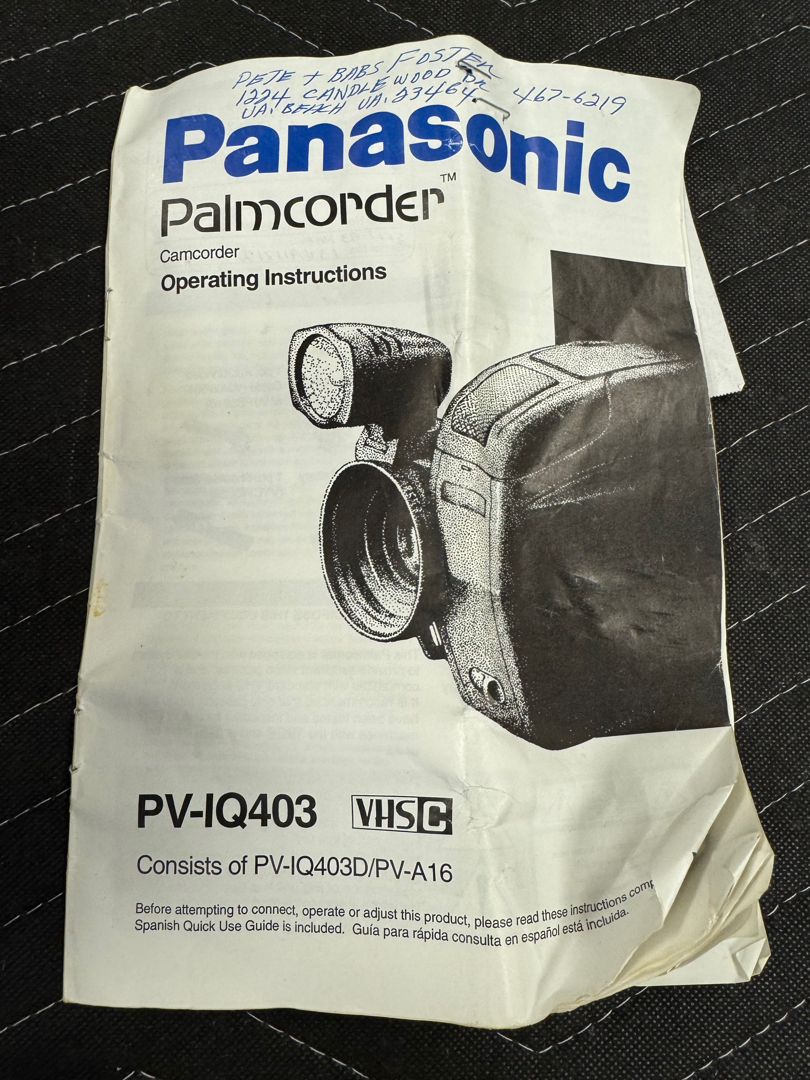 PETE + BABS FOSTER
1224 CANDLEWOOD Dr 467-6219
VA. BEACH VA. 23464
Panasonic
Palmcorder™
Camcorder
Operating Instructions
PV-IQ403 VHS C
Consists of PV-IQ403D/PV-A16
Before attempting to connect, operate or adjust this product, please read these instructions comp
Spanish Quick Use Guide is included. Guía para rápida consulta en español está incluida.